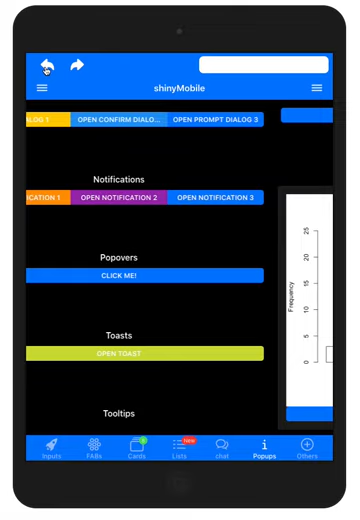 shinyMobile
ALOG 1
OPEN CONFIRM DIALO...
OPEN PROMPT DIALOG 3
Notifications
ICATION 1
OPEN NOTIFICATION 2
OPEN NOTIFICATION 3
Popovers
CLICK ME!
Toasts
OPEN TOAST
Tooltips
Frequency
25
20
15
10
5
0
Inputs
FABs
Cards
Lists
New
chat
Popups
Others